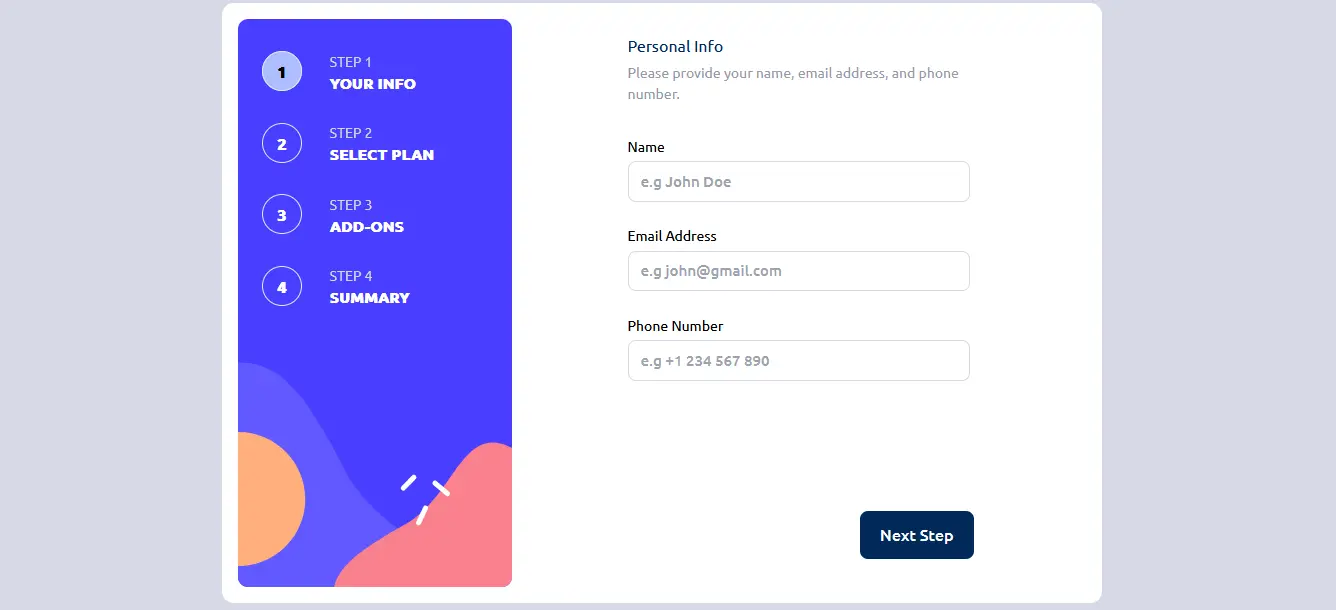 1
STEP 1
YOUR INFO
2
STEP 2
SELECT PLAN
3
STEP 3
ADD-ONS
4
STEP 4
SUMMARY
Personal Info
Please provide your name, email address, and phone
number.
Name
e.g John Doe
Email Address
e.g john@gmail.com
Phone Number
e.g +1 234 567 890
Next Step